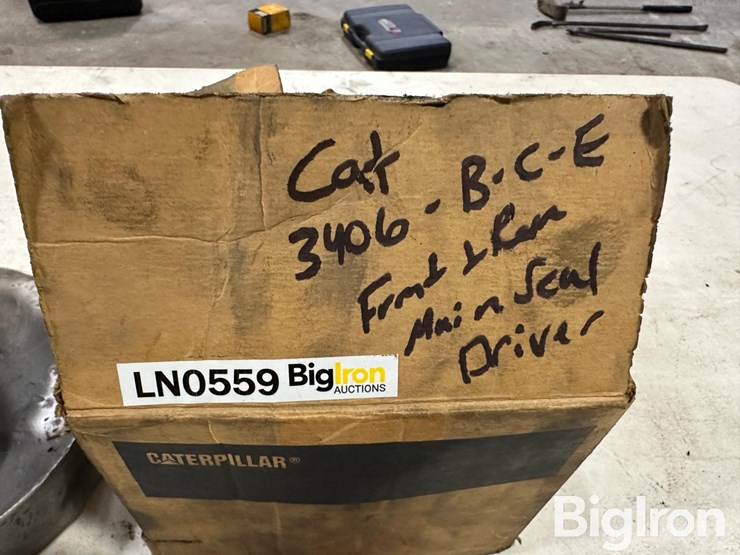 Cat
3406-B-C-E
Front & Rear
Main Seal
Driver
LN0559 BigIron
AUCTIONS
CATERPILLAR®
BigIron